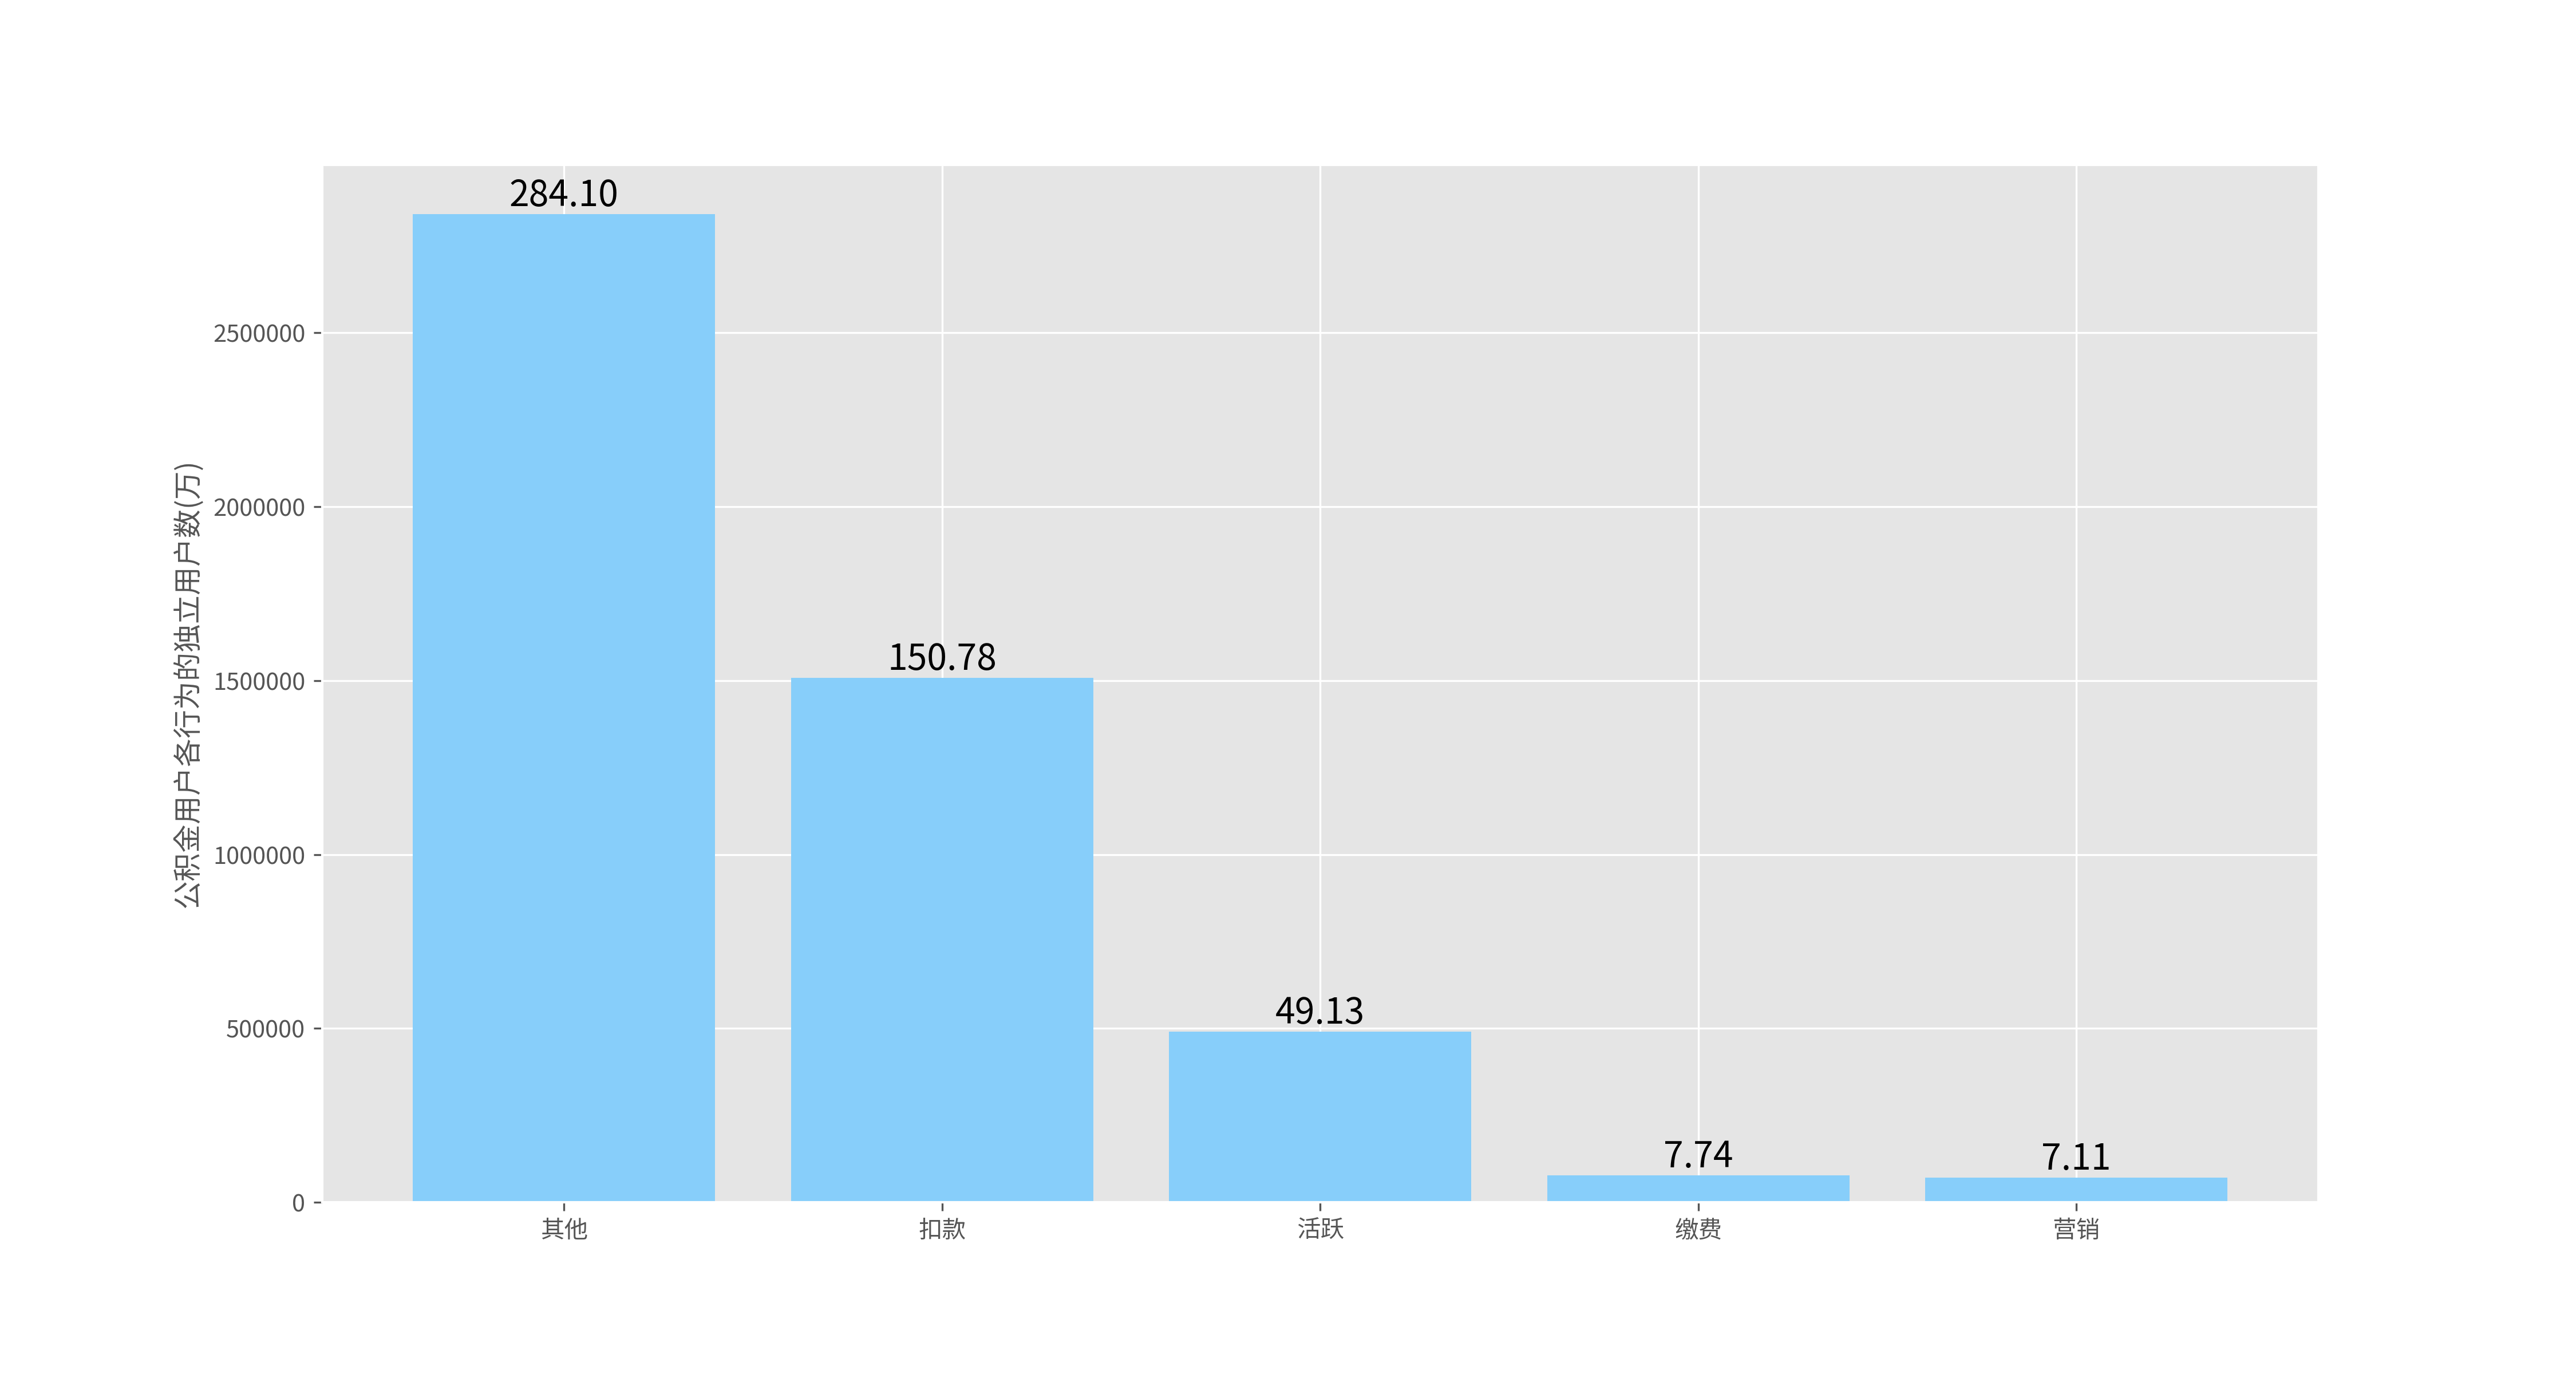 公积金用户各行为的独立用户数(万)
2500000
2000000
1500000
1000000
500000
0
284.10
150.78
49.13
7.74
7.11
其他
扣款
活跃
缴费
营销